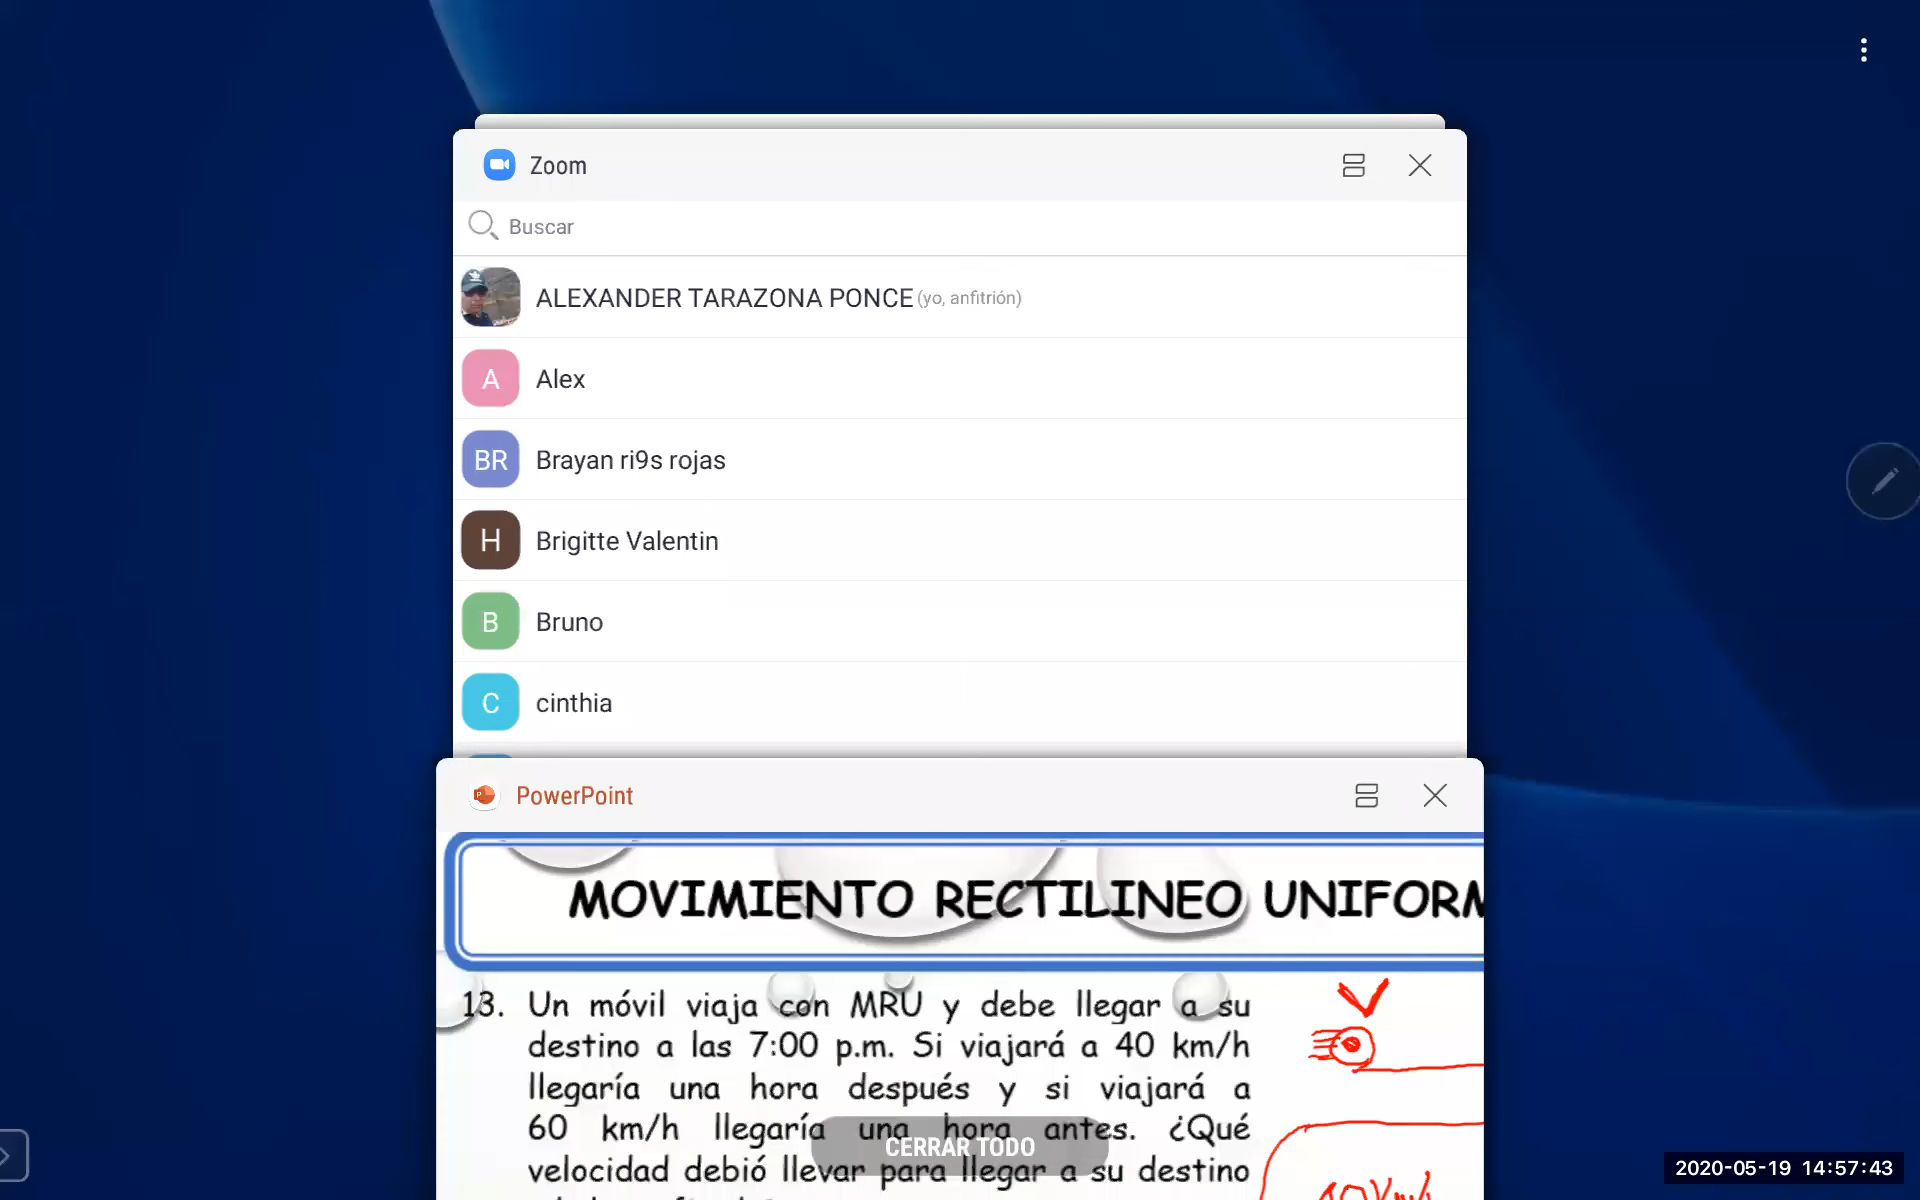 Zoom
Buscar
ALEXANDER TARAZONA PONCE (yo, anfitrión)
A Alex
BR Brayan ri9s rojas
H Brigitte Valentin
B Bruno
C cinthia
PowerPoint
MOVIMIENTO RECTILINEO UNIFORM
13. Un móvil viaja con MRU y debe llegar a su
destino a las 7:00 p.m. Si viajará a 40 km/h
llegaría una hora después y si viajará a
60 km/h llegaría una hora antes. ¿Qué
CERRAR TODO
velocidad debió llevar para llegar a su destino
2020-05-19 14:57:43